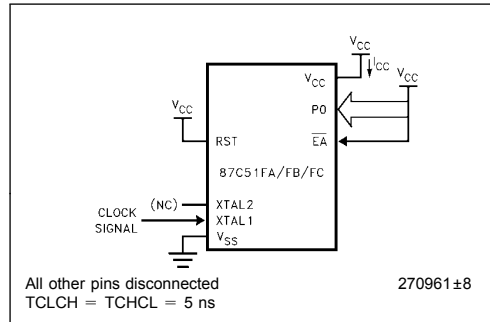 VCC
ICC
VCC
VCC
P0
VCC
RST
EA
87C51FA/FB/FC
(NC)
XTAL2
CLOCK
SIGNAL
XTAL1
VSS
All other pins disconnected
TCLCH = TCHCL = 5 ns
270961±8